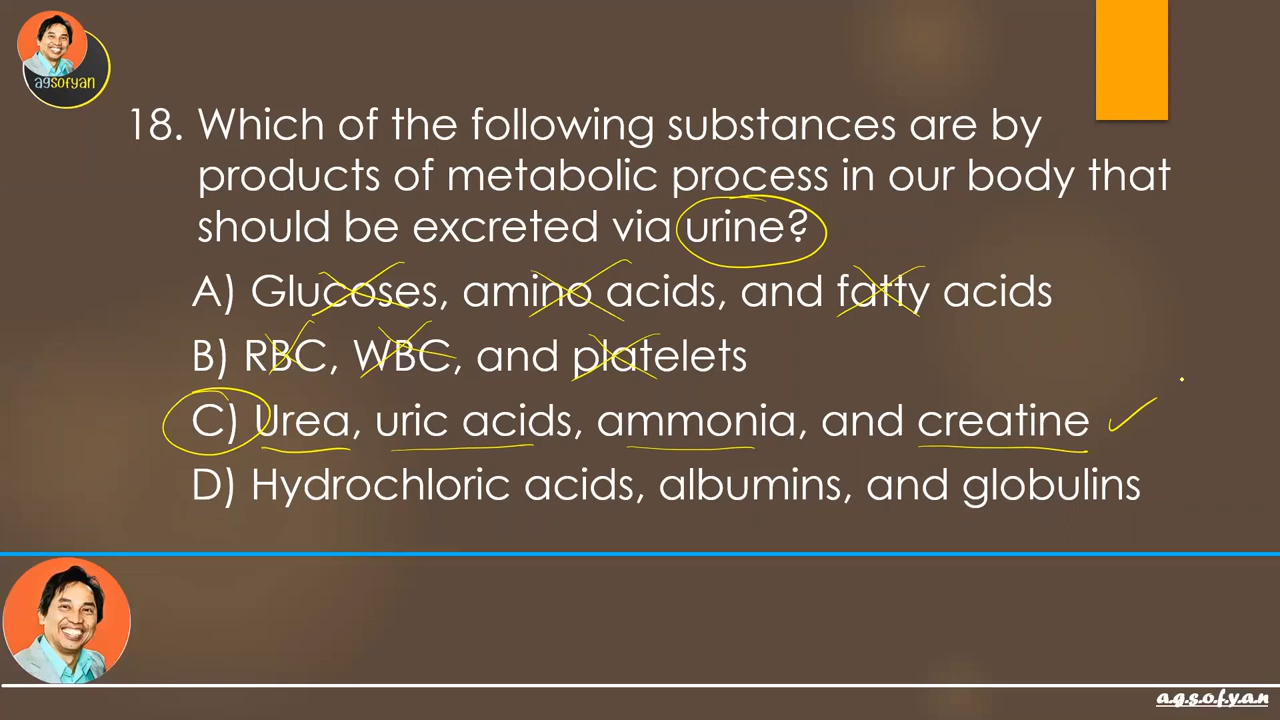 agsofyan
18. Which of the following substances are by
products of metabolic process in our body that
should be excreted via urine?
A) Glucoses, amino acids, and fatty acids
B) RBC, WBC, and platelets
C) Urea, uric acids, ammonia, and creatine
D) Hydrochloric acids, albumins, and globulins
a.g.s.o.f.y.a.n